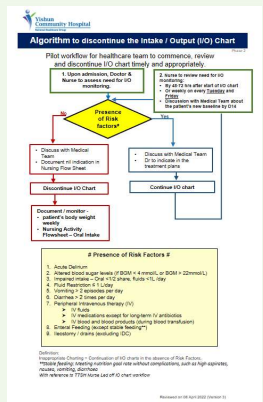 Yishun
Community Hospital
Algorithm to discontinue the Intake / Output (I/O) Chart
Pilot workflow for healthcare team to commence, review
and discontinue I/O chart timely and appropriately.
1. Upon admission, Doctor &
Nurse to assess need for I/O
monitoring.
2. Nurse to review need for I/O
monitoring:
- By 48-72 hrs after start of I/O chart
- Or weekly on every Tuesday and
Friday
- Discussion with Medical Team about
the patient's new baseline by D14
Presence
of Risk
factors#
No
Yes
• Discuss with Medical
Team
• Document r/l indication in
Nursing Flow Sheet
• Discuss with Medical Team
• Dr to indicate in the
treatment plans
Discontinue I/O Chart
Continue I/O chart
Document / monitor -
• patient's body weight
weekly
• Nursing Activity
Flowsheet – Oral Intake
# Presence of Risk Factors #
1. Acute Delirium
2. Altered blood sugar levels (if BGM < 4 mmol/L or BGM > 22mmol/L)
3. Impaired intake – Oral <1/2 share, fluids <1L /day
4. Fluid Restriction ≤ 1 L/day
5. Vomiting > 2 episodes per day
6. Diarrhea > 2 times per day
7. Peripheral Intravenous therapy (IV)
➢ IV fluids
➢ IV medications except for long-term IV antibiotics
➢ IV blood and blood products (during blood transfusion)
8. Enteral Feeding (except stable feeding**)
9. Ileostomy / drains (excluding IDC)
Definition:
Inappropriate Charting – Continuation of I/O charts in the absence of Risk Factors.
**Stable feeding: Meeting nutrition goal rate without complications, such as high aspirates,
nausea, vomiting, diarrhoea
With reference to TTSH Nurse Led off IO chart workflow